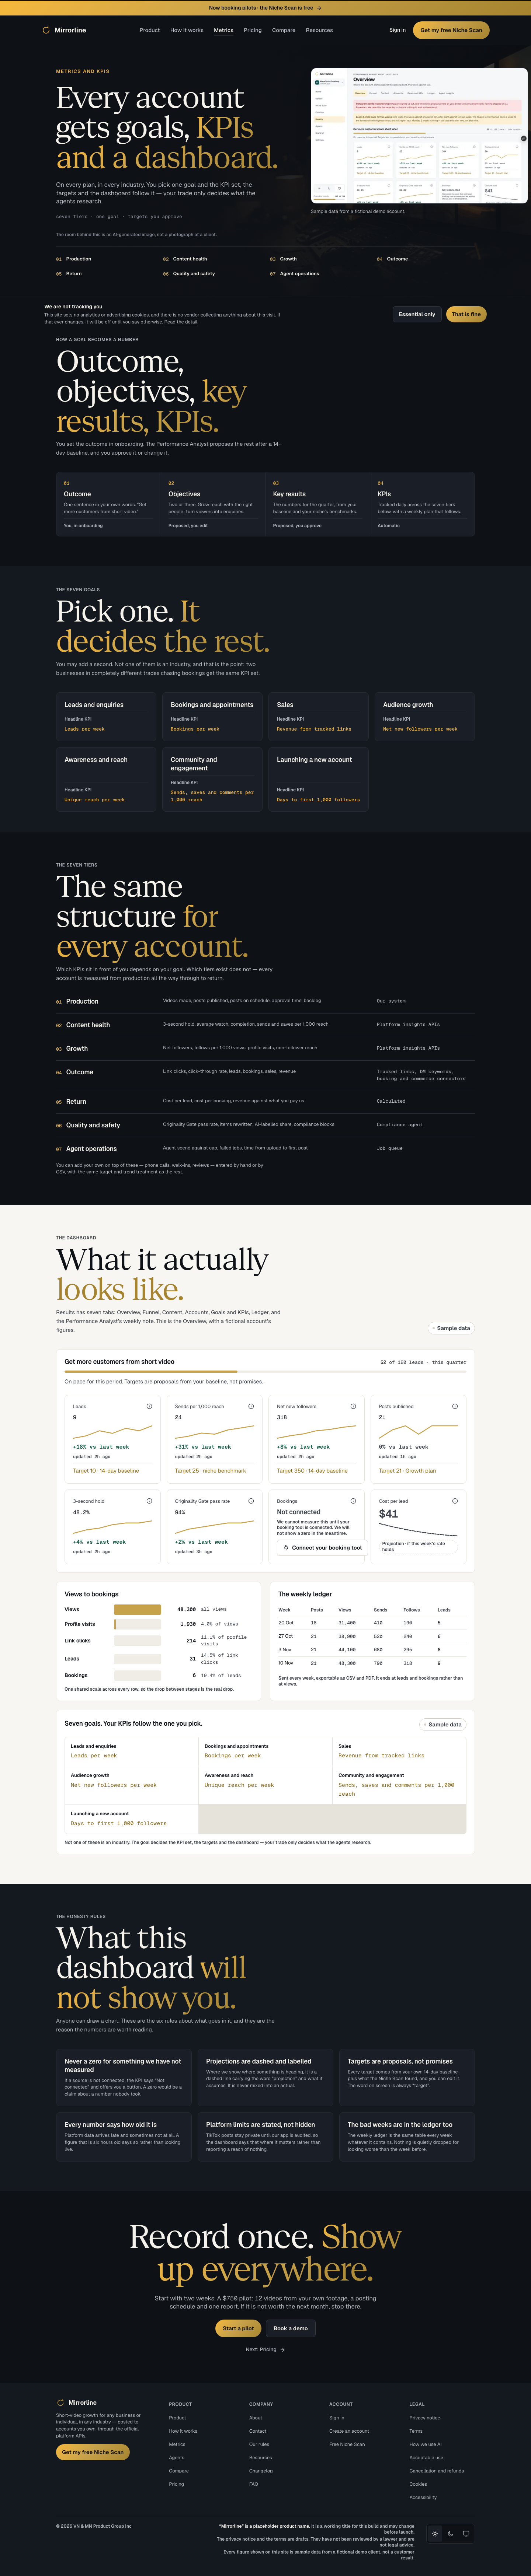 Now booking pilots · the Niche Scan is free →
Mirrorline
Product
How it works
Metrics
Pricing
Compare
Resources
Sign in
Get my free Niche Scan
METRICS AND KPIS
Every account
gets goals, KPIs
and a dashboard.
On every plan, in every industry. You pick one goal and the KPI set, the
targets and the dashboard follow it — your trade only decides what the
agents research.
seven tiers · one goal · targets you approve
The room behind this is an AI-generated image, not a photograph of a client.
Overview
$41
Sample data from a fictional demo account.
01 Production
02 Content health
03 Growth
04 Outcome
05 Return
06 Quality and safety
07 Agent operations
We are not tracking you
This site sets no analytics or advertising cookies, and there is no vendor collecting anything about this visit. If
that ever changes, it will be off until you say otherwise. Read the detail.
Essential only
That is fine
HOW A GOAL BECOMES A NUMBER
Outcome,
objectives, key
results, KPIs.
You set the outcome in onboarding. The Performance Analyst proposes the rest after a 14-
day baseline, and you approve it or change it.
01
Outcome
One sentence in your own words. "Get
more customers from short video."
You, in onboarding
02
Objectives
Two or three. Grow reach with the right
people; turn viewers into enquiries.
Proposed, you edit
03
Key results
The numbers for the quarter, from your
baseline and your niche's benchmarks.
Proposed, you approve
04
KPIs
Tracked daily across the seven tiers
below, with a weekly plan that follows.
Automatic
THE SEVEN GOALS
Pick one. It
decides the rest.
You may add a second. Not one of them is an industry, and that is the point: two
businesses in completely different trades chasing bookings get the same KPI set.
Leads and enquiries
Headline KPI
Leads per week
Bookings and appointments
Headline KPI
Bookings per week
Sales
Headline KPI
Revenue from tracked links
Audience growth
Headline KPI
Net new followers per week
Awareness and reach
Headline KPI
Unique reach per week
Community and
engagement
Headline KPI
Sends, saves and comments per
1,000 reach
Launching a new account
Headline KPI
Days to first 1,000 followers
THE SEVEN TIERS
The same
structure for
every account.
Which KPIs sit in front of you depends on your goal. Which tiers exist does not — every
account is measured from production all the way through to return.
01 Production
Videos made, posts published, posts on schedule, approval time, backlog
Our system
02 Content health
3-second hold, average watch, completion, sends and saves per 1,000 reach
Platform insights APIs
03 Growth
Net followers, follows per 1,000 views, profile visits, non-follower reach
Platform insights APIs
04 Outcome
Link clicks, click-through rate, leads, bookings, sales, revenue
Tracked links, DM keywords,
booking and commerce connectors
05 Return
Cost per lead, cost per booking, revenue against what you pay us
Calculated
06 Quality and safety
Originality Gate pass rate, items rewritten, AI-labelled share, compliance blocks
Compliance agent
07 Agent operations
Agent spend against cap, failed jobs, time from upload to first post
Job queue
You can add your own on top of these — phone calls, walk-ins, reviews — entered by hand or by
CSV, with the same target and trend treatment as the rest.
THE DASHBOARD
What it actually
looks like.
Results has seven tabs: Overview, Funnel, Content, Accounts, Goals and KPIs, Ledger, and
the Performance Analyst's weekly note. This is the Overview, with a fictional account's
figures.
Sample data
Get more customers from short video
52 of 120 leads · this quarter
On pace for this period. Targets are proposals from your baseline, not promises.
Leads
9
+18% vs last week
updated 2h ago
Target 10 · 14-day baseline
Sends per 1,000 reach
24
+31% vs last week
updated 2h ago
Target 25 · niche benchmark
Net new followers
318
+8% vs last week
updated 2h ago
Target 350 · 14-day baseline
Posts published
21
0% vs last week
updated 1h ago
Target 21 · Growth plan
3-second hold
48.2%
+4% vs last week
updated 2h ago
Originality Gate pass rate
94%
+2% vs last week
updated 3h ago
Bookings
Not connected
We cannot measure this until your
booking tool is connected. We will
not show a zero in the meantime.
Connect your booking tool
Cost per lead
$41
Projection · if this week's rate
holds
Views to bookings
Views 48,300 all views
Profile visits 1,930 4.0% of views
Link clicks 214 11.1% of profile
visits
Leads 31 14.5% of link
clicks
Bookings 6 19.4% of leads
One shared scale across every row, so the drop between stages is the real drop.
The weekly ledger
Week Posts Views Sends Follows Leads
20 Oct 18 31,400 410 198 5
27 Oct 21 38,900 520 240 6
3 Nov 21 44,100 680 295 8
10 Nov 21 48,300 790 318 9
Sent every week, exportable as CSV and PDF. It ends at leads and bookings rather than
at views.
Seven goals. Your KPIs follow the one you pick.
Sample data
Leads and enquiries
Leads per week
Bookings and appointments
Bookings per week
Sales
Revenue from tracked links
Audience growth
Net new followers per week
Awareness and reach
Unique reach per week
Community and engagement
Sends, saves and comments per 1,000
reach
Launching a new account
Days to first 1,000 followers
Not one of these is an industry. The goal decides the KPI set, the targets and the dashboard — your trade only decides what the agents research.
THE HONESTY RULES
What this
dashboard will
not show you.
Anyone can draw a chart. These are the six rules about what goes in it, and they are the
reason the numbers are worth reading.
Never a zero for something we have not
measured
If a source is not connected, the KPI says "Not
connected" and offers you a button. A zero would be a
claim about a number nobody took.
Projections are dashed and labelled
Where we show where something is heading, it is a
dashed line carrying the word "projection" and what it
assumes. It is never mixed into an actual.
Targets are proposals, not promises
Every target comes from your own 14-day baseline
plus what the Niche Scan found, and you can edit it.
The word on screen is always "target".
Every number says how old it is
Platform data arrives late and sometimes not at all. A
figure that is six hours old says so rather than looking
live.
Platform limits are stated, not hidden
TikTok posts stay private until our app is audited, so
the dashboard says that where it matters rather than
reporting a reach of nothing.
The bad weeks are in the ledger too
The weekly ledger is the same table every week
whatever it contains. Nothing is quietly dropped for
looking worse than the week before.
Record once. Show
up everywhere.
Start with two weeks. A $750 pilot: 12 videos from your own footage, a posting
schedule and one report. If it is not worth the next month, stop there.
Start a pilot
Book a demo
Next: Pricing →
Mirrorline
Short-video growth for any business or
individual, in any industry — posted to
accounts you own, through the official
platform APIs.
Get my free Niche Scan
PRODUCT
Product
How it works
Metrics
Agents
Compare
Pricing
COMPANY
About
Contact
Our rules
Resources
Changelog
FAQ
ACCOUNT
Sign in
Create an account
Free Niche Scan
LEGAL
Privacy notice
Terms
How we use AI
Acceptable use
Cancellation and refunds
Cookies
Accessibility
© 2026 VN & MN Product Group Inc
"Mirrorline" is a placeholder product name. It is a working title for this build and may change
before launch.
The privacy notice and the terms are drafts. They have not been reviewed by a lawyer and are
not legal advice.
Every figure shown on this site is sample data from a fictional demo client, not a customer
result.